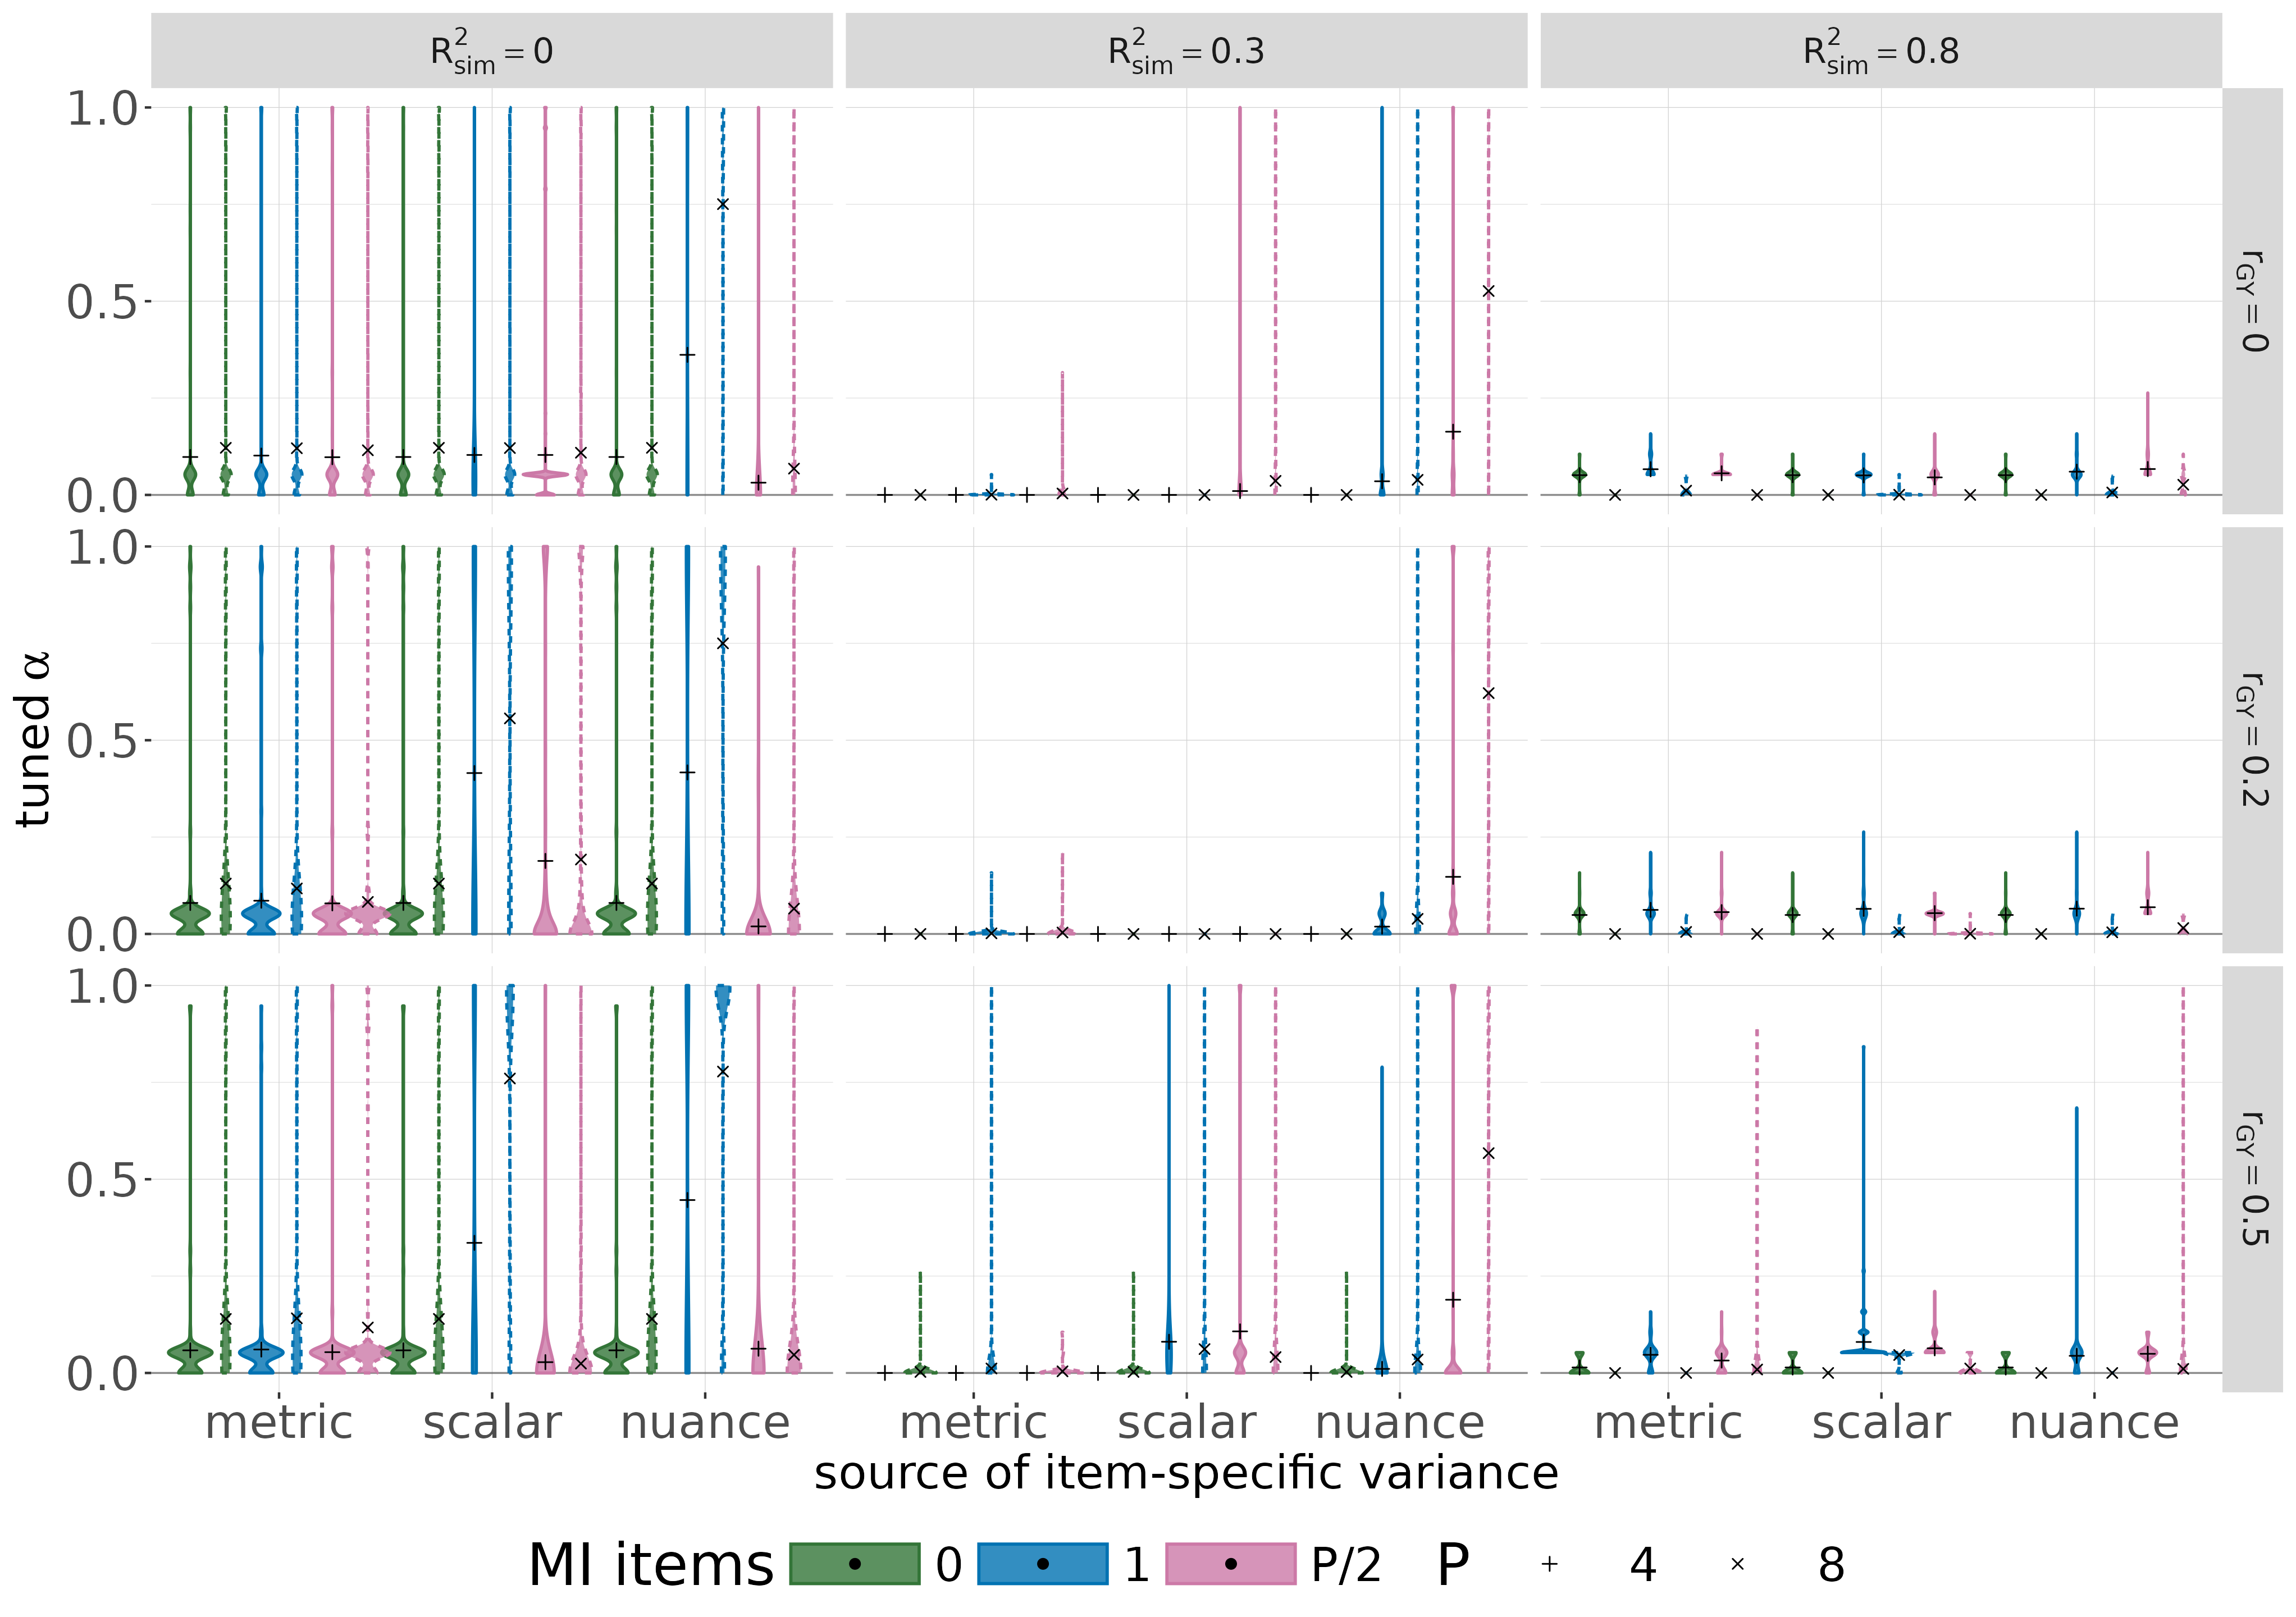 R²sim = 0
R²sim = 0.3
R²sim = 0.8
1.0
0.5
0.0
rGY = 0
1.0
0.5
0.0
rGY = 0.2
1.0
0.5
0.0
rGY = 0.5
tuned α
metric scalar nuance
metric scalar nuance
metric scalar nuance
source of item-specific variance
MI items 0 1 P/2 P 4 8